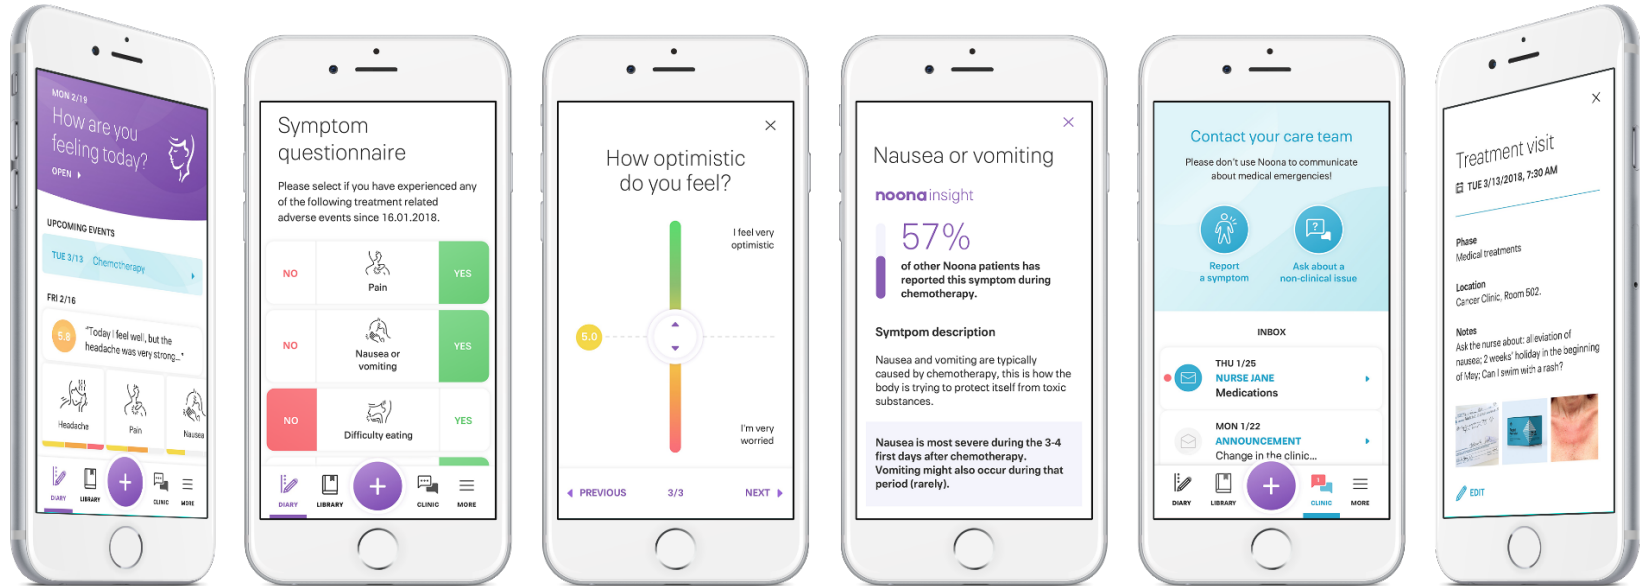 MON 2/19
How are you
feeling today?
OPEN
UPCOMING EVENTS
TUE 3/13 Chemotherapy
FRI 2/16
5.8
"Today I feel well, but the
headache was very strong..."
Headache
Pain
Nausea
DIARY
LIBRARY
+
CLINIC
MORE
Symptom
questionnaire
Please select if you have experienced any
of the following treatment related
adverse events since 16.01.2018.
NO
Pain
YES
NO
Nausea or
vomiting
YES
NO
Difficulty eating
YES
DIARY
LIBRARY
+
CLINIC
MORE
How optimistic
do you feel?
I feel very
optimistic
5.0
I'm very
worried
PREVIOUS
3/3
NEXT
Nausea or vomiting
noona insight
57%
of other Noona patients has
reported this symptom during
chemotherapy.
Symtpom description
Nausea and vomiting are typically
caused by chemotherapy, this is how the
body is trying to protect itself from toxic
substances.
Nausea is most severe during the 3-4
first days after chemotherapy.
Vomiting might also occur during that
period (rarely).
Contact your care team
Please don't use Noona to communicate
about medical emergencies!
Report
a symptom
Ask about a
non-clinical issue
INBOX
THU 1/25
NURSE JANE
Medications
MON 1/22
ANNOUNCEMENT
Change in the clinic...
DIARY
LIBRARY
+
CLINIC
MORE
Treatment visit
TUE 3/13/2018, 7:30 AM
Phase
Medical treatments
Location
Cancer Clinic, Room 502.
Notes
Ask the nurse about: alleviation of
nausea; 2 weeks' holiday in the beginning
of May; Can I swim with a rash?
EDIT